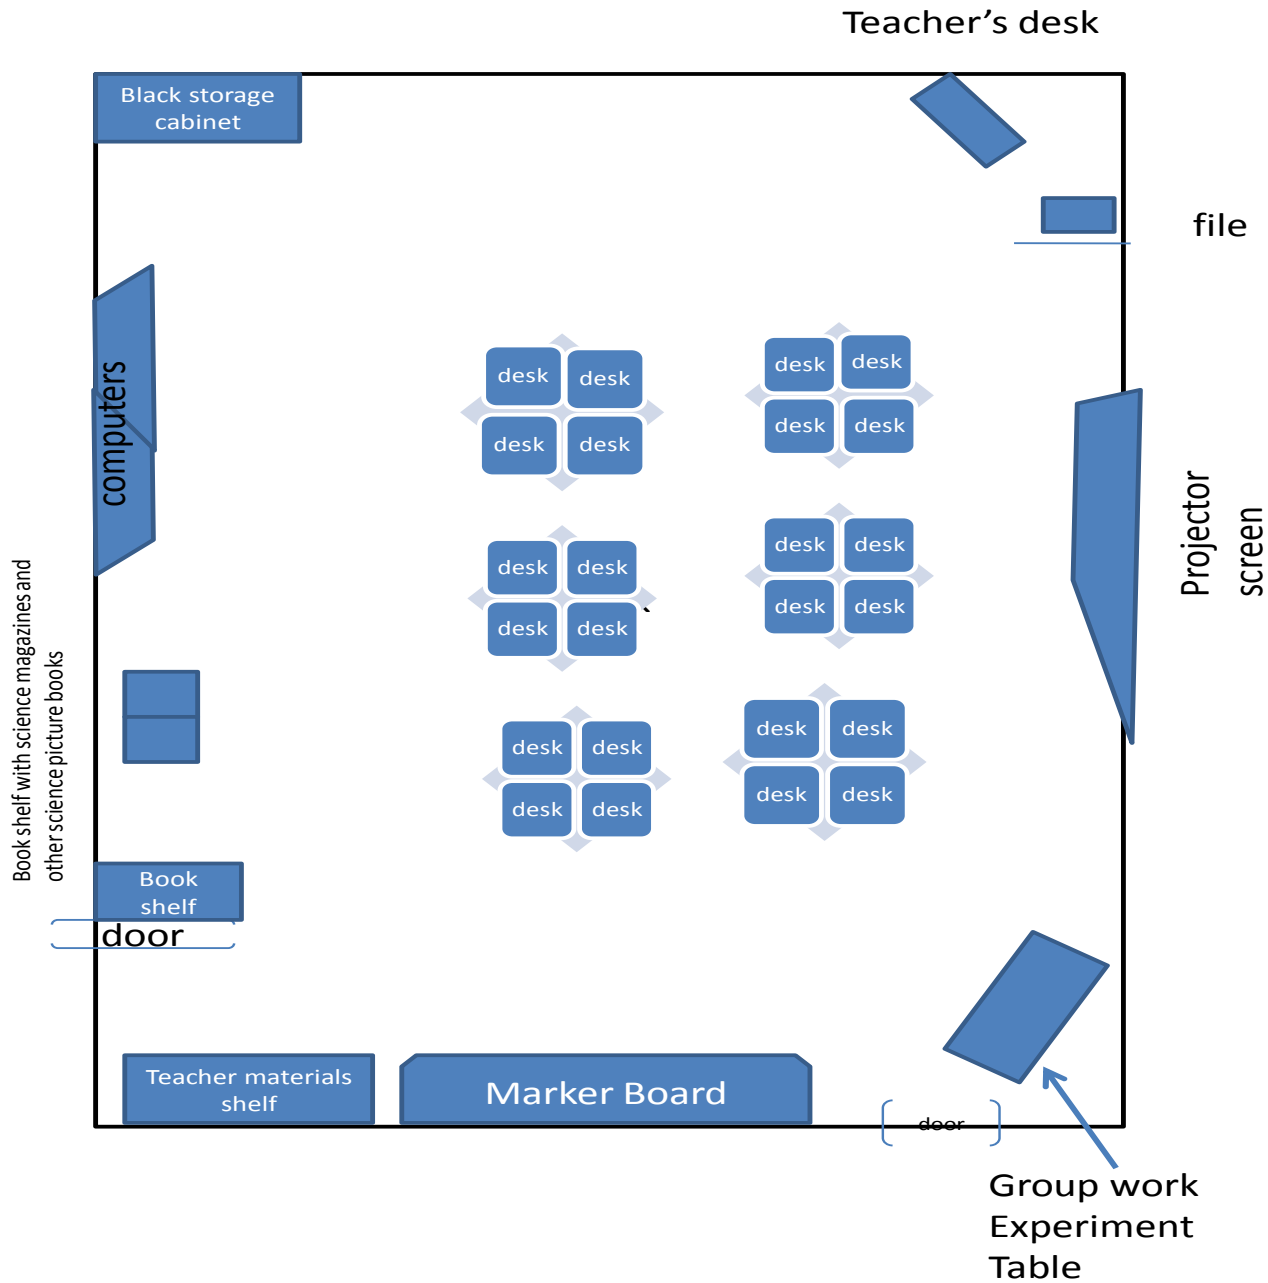 Teacher's desk
Black storage
cabinet
file
computers
desk
desk
desk
desk
desk
desk
desk
desk
Projector
screen
desk
desk
desk
desk
desk
desk
desk
desk
Book shelf with science magazines and
other science picture books
desk
desk
desk
desk
desk
desk
desk
desk
Book
shelf
door
Teacher materials
shelf
Marker Board
door
Group work
Experiment
Table